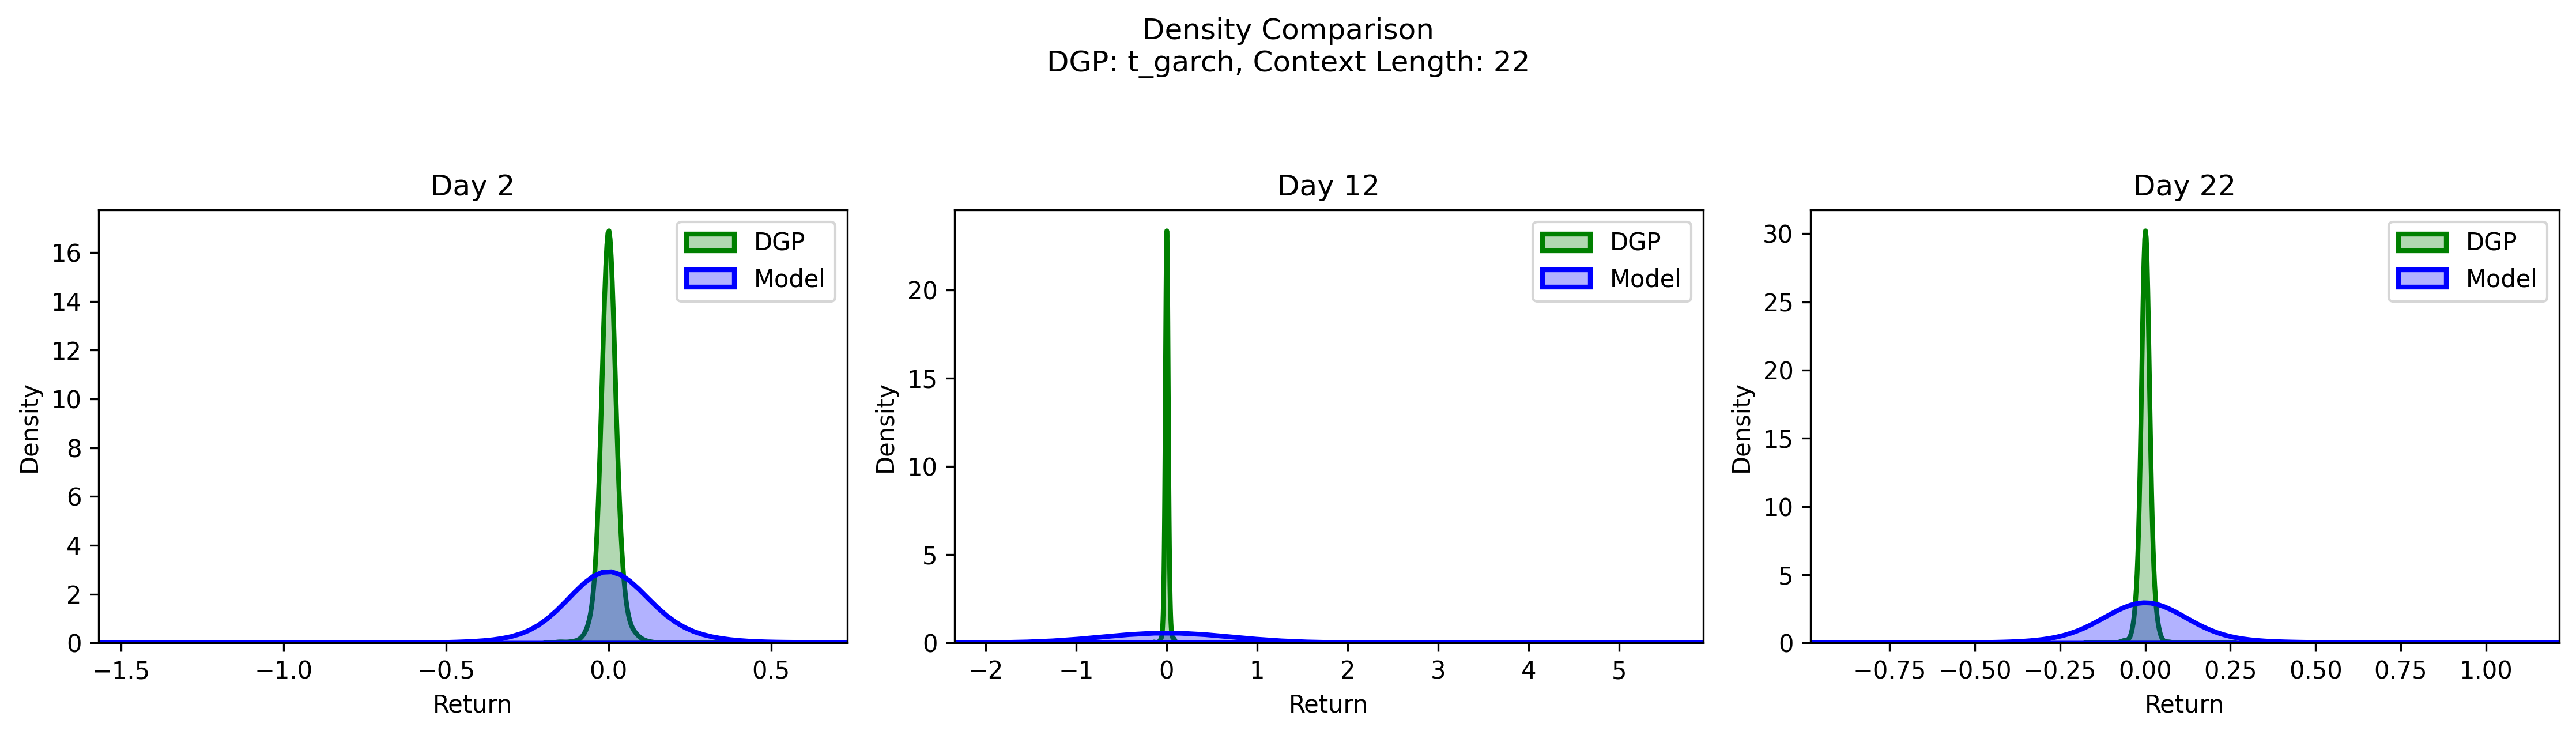 Density Comparison
DGP: t_garch, Context Length: 22
Day 2
Density
16
14
12
10
8
6
4
2
0
DGP
Model
−1.5 −1.0 −0.5 0.0 0.5
Return
Day 12
Density
20
15
10
5
0
DGP
Model
−2 −1 0 1 2 3 4 5
Return
Day 22
Density
30
25
20
15
10
5
0
DGP
Model
−0.75 −0.50 −0.25 0.00 0.25 0.50 0.75 1.00
Return